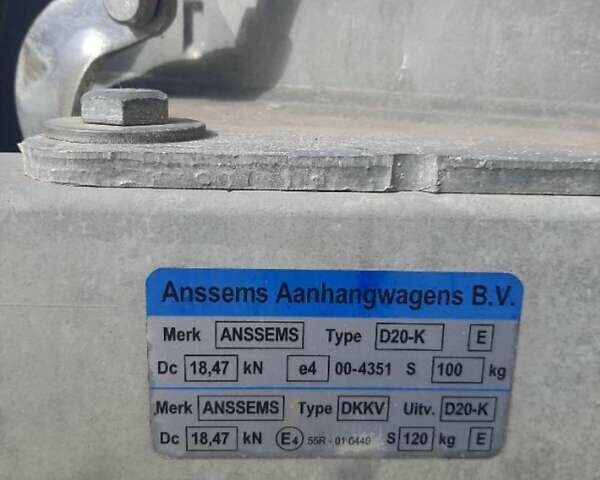 Anssems Aanhangwagens B.V.
Merk ANSSEMS Type D20-K E
Dc 18,47 kN e4 00-4351 S 100 kg
Merk ANSSEMS Type DKKV Uitv. D20-K
Dc 18,47 kN E4 55R - 01 0440 S 120 kg E